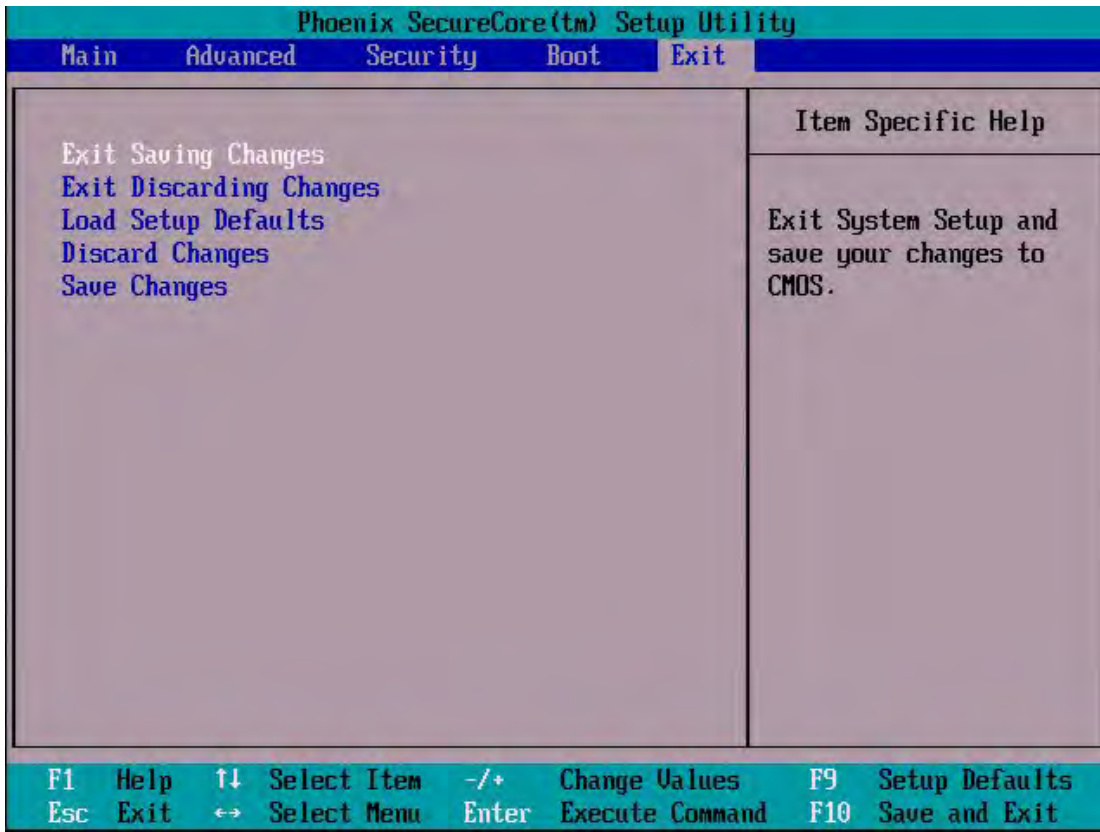 Phoenix SecureCore(tm) Setup Utility
Main Advanced Security Boot Exit
Item Specific Help
Exit Saving Changes
Exit Discarding Changes
Load Setup Defaults
Discard Changes
Save Changes
Exit System Setup and
save your changes to
CMOS.
F1 Help ↑↓ Select Item -/+ Change Values F9 Setup Defaults
Esc Exit ↔ Select Menu Enter Execute Command F10 Save and Exit